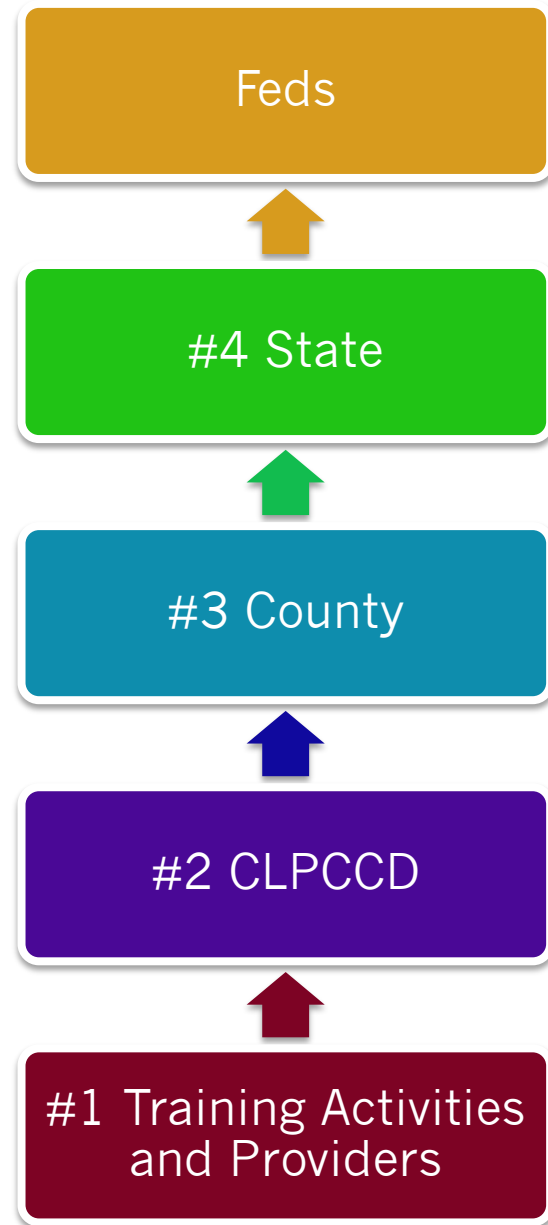 Feds
#4 State
#3 County
#2 CLPCCD
#1 Training Activities
and Providers